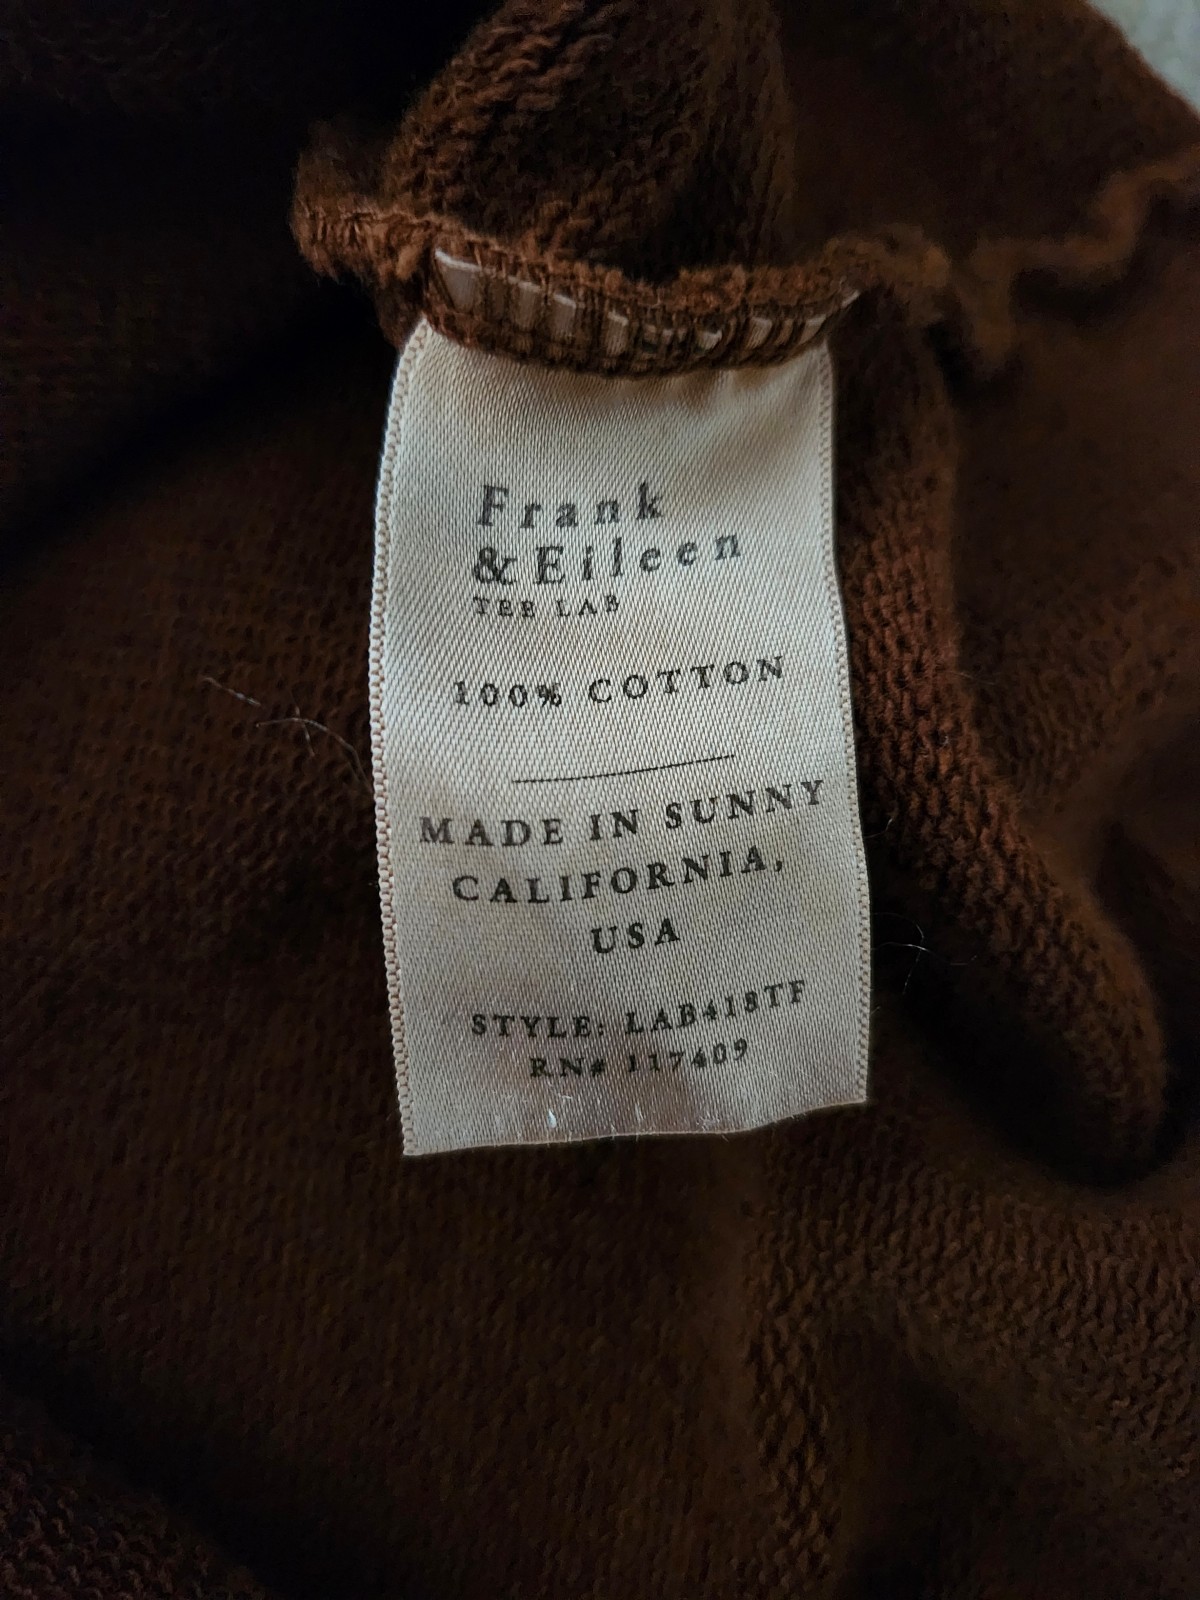 Frank
& Eileen
TEE LAB
100% COTTON
MADE IN SUNNY
CALIFORNIA,
USA
STYLE: LAB418TF
RN# 117409